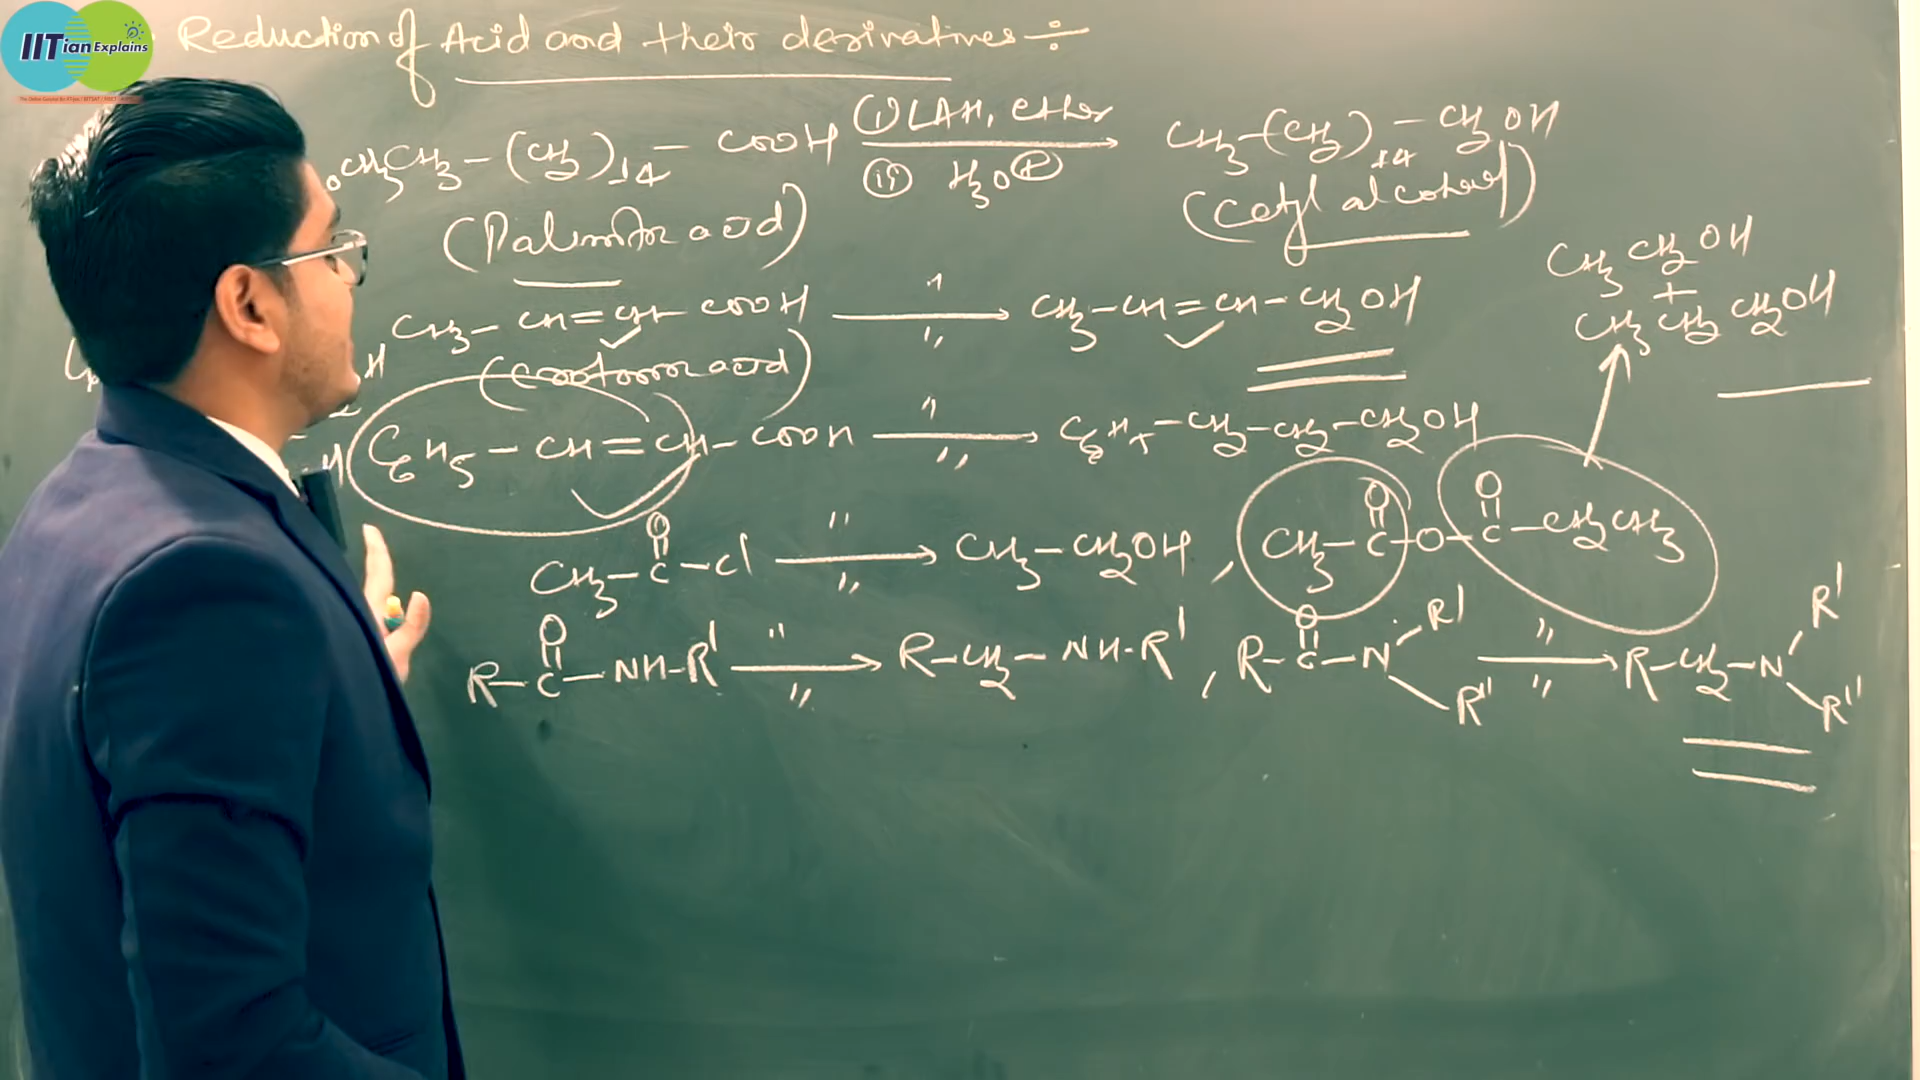 IITian Explains
Reduction of Acid and their derivatives ÷
CH3-(CH2)14-COOH (i) LAH, ether (ii) H3O⊕ CH3-(CH2)14-CH2OH
(Palmitic acid) (Cetyl alcohol)
CH3CH2OH
+
CH3CH2CH2OH
CH3-CH=CH-COOH " " CH3-CH=CH-CH2OH
(Crotonic acid)
C6H5-CH=CH-COOH " " C6H5-CH2-CH2-CH2OH
CH3-C(=O)-Cl " " CH3-CH2OH, CH3-C(=O)-O-C(=O)-CH2CH3
R-C(=O)-NH-R' " " R-CH2-NH-R', R-C(=O)-N(R')R" " " R-CH2-N(R')R"